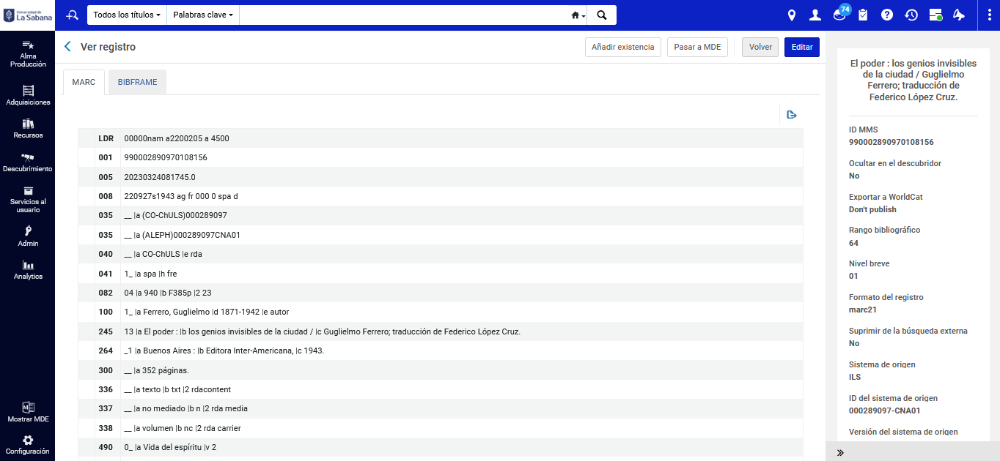 Universidad de
La Sabana
Todos los títulos
Palabras clave
74
Alma
Producción
Adquisiciones
Recursos
Descubrimiento
Servicios al
usuario
Admin
Analytics
Mostrar MDE
Configuración
Ver registro
Añadir existencia
Pasar a MDE
Volver
Editar
MARC
BIBFRAME
LDR 00000nam a2200205 a 4500
001 990002890970108156
005 20230324081745.0
008 220927s1943 ag fr 000 0 spa d
035 __ |a (CO-ChULS)000289097
035 __ |a (ALEPH)000289097CNA01
040 __ |a CO-ChULS |e rda
041 1_ |a spa |h fre
082 04 |a 940 |b F385p |2 23
100 1_ |a Ferrero, Guglielmo |d 1871-1942 |e autor
245 13 |a El poder : |b los genios invisibles de la ciudad / |c Guglielmo Ferrero; traducción de Federico López Cruz.
264 _1 |a Buenos Aires : |b Editora Inter-Americana, |c 1943.
300 __ |a 352 páginas.
336 __ |a texto |b txt |2 rdacontent
337 __ |a no mediado |b n |2 rda media
338 __ |a volumen |b nc |2 rda carrier
490 0_ |a Vida del espíritu |v 2
El poder : los genios invisibles
de la ciudad / Guglielmo
Ferrero; traducción de
Federico López Cruz.
ID MMS
990002890970108156
Ocultar en el descubridor
No
Exportar a WorldCat
Don't publish
Rango bibliográfico
64
Nivel breve
01
Formato del registro
marc21
Suprimir de la búsqueda externa
No
Sistema de origen
ILS
ID del sistema de origen
000289097-CNA01
Versión del sistema de origen